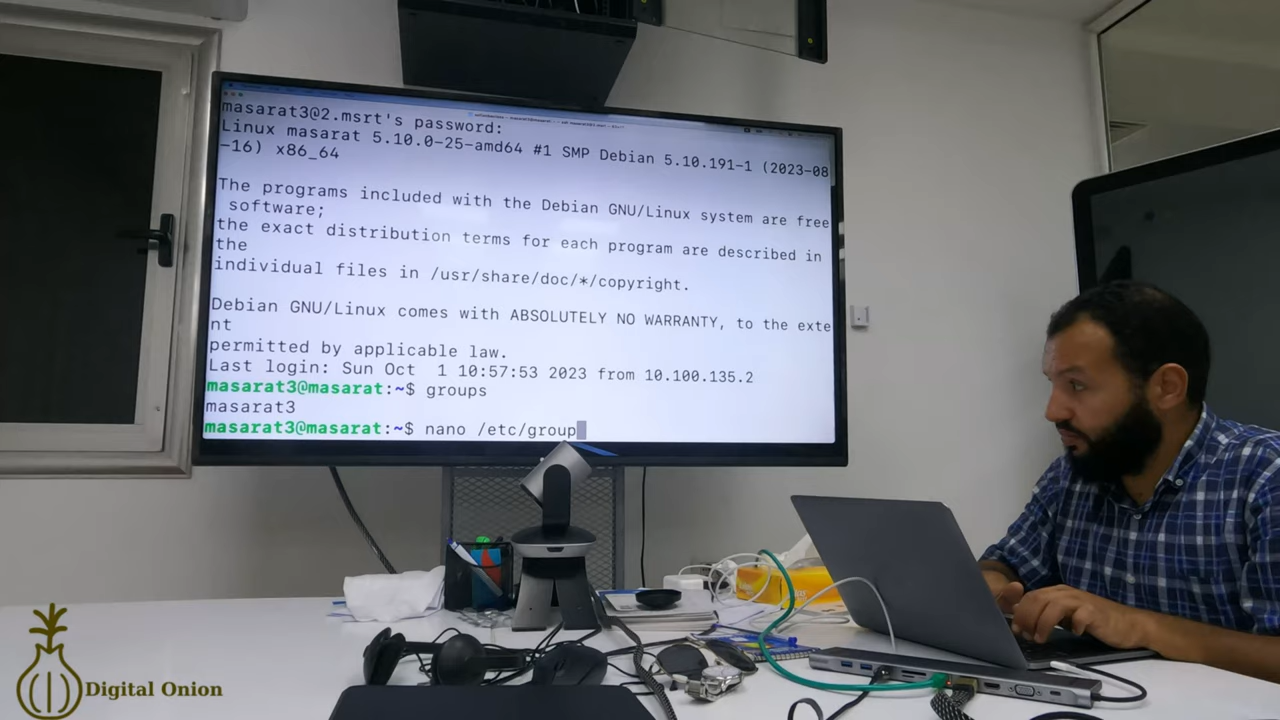 masarat3@2.msrt's password:
Linux masarat 5.10.0-25-amd64 #1 SMP Debian 5.10.191-1 (2023-08
-16) x86_64
The programs included with the Debian GNU/Linux system are free
software;
the exact distribution terms for each program are described in
the
individual files in /usr/share/doc/*/copyright.
Debian GNU/Linux comes with ABSOLUTELY NO WARRANTY, to the exte
nt
permitted by applicable law.
Last login: Sun Oct  1 10:57:53 2023 from 10.100.135.2
masarat3@masarat:~$ groups
masarat3
masarat3@masarat:~$ nano /etc/group
Digital Onion